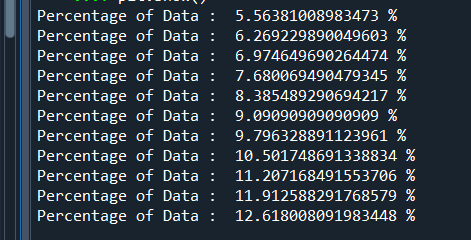 Percentage of Data :  5.56381008983473 %
Percentage of Data :  6.269229890049603 %
Percentage of Data :  6.974649690264474 %
Percentage of Data :  7.680069490479345 %
Percentage of Data :  8.385489290694217 %
Percentage of Data :  9.09090909090909 %
Percentage of Data :  9.796328891123961 %
Percentage of Data :  10.501748691338834 %
Percentage of Data :  11.207168491553706 %
Percentage of Data :  11.912588291768579 %
Percentage of Data :  12.618008091983448 %